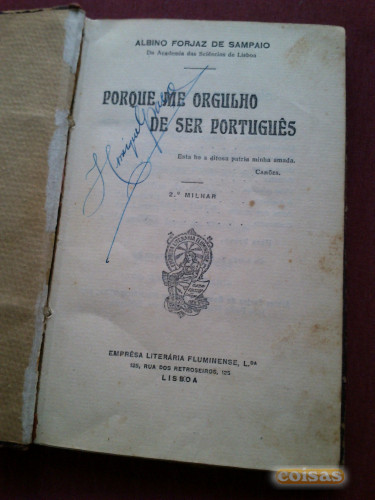 ALBINO FORJAZ DE SAMPAIO
Da Academia das Sciências de Lisboa
PORQUE ME ORGULHO
DE SER PORTUGUÊS
Esta he a ditosa patria minha amada.
CAMÕES.
2.º MILHAR
EMPRÊSA LITERÁRIA FLUMINENSE, L.DA
125, RUA DOS RETROSEIROS, 125
LISBOA
coisas